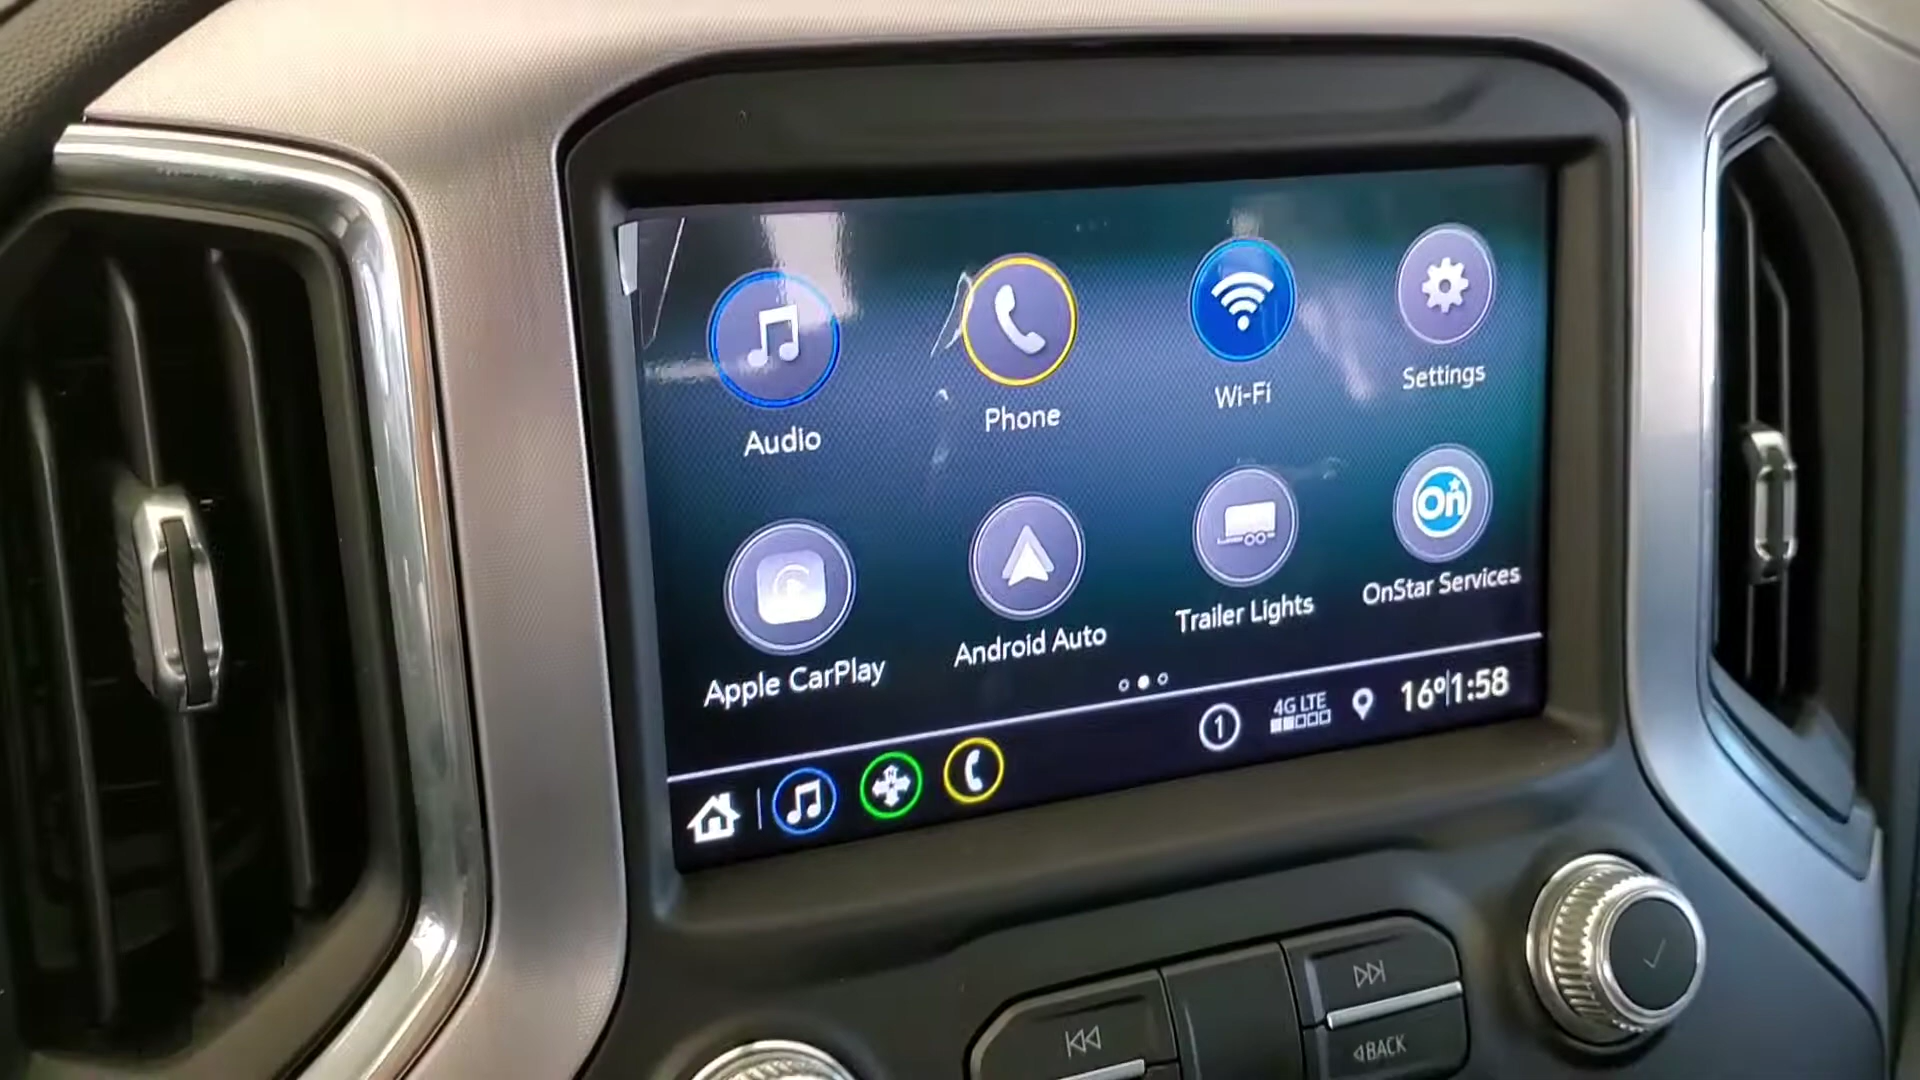 Audio
Phone
Wi-Fi
Settings
Apple CarPlay
Android Auto
Trailer Lights
On
OnStar Services
N
1
4G LTE
16°
1:58
BACK